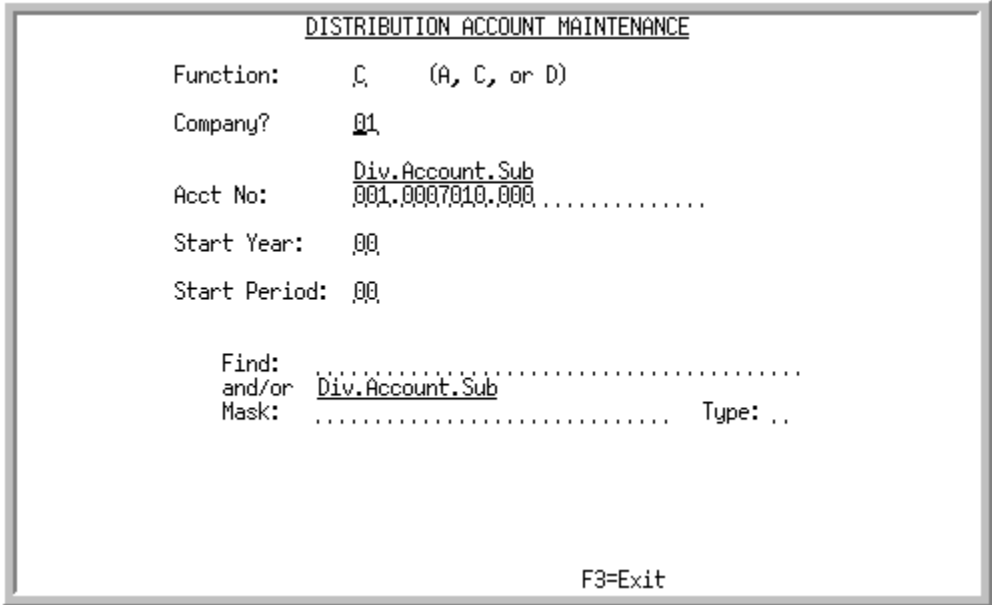 DISTRIBUTION ACCOUNT MAINTENANCE
Function: C (A, C, or D)
Company? 01
Div.Account.Sub
Acct No: 001.0007010.000
Start Year: 00
Start Period: 00
Find:
and/or Div.Account.Sub
Mask: Type:
F3=Exit